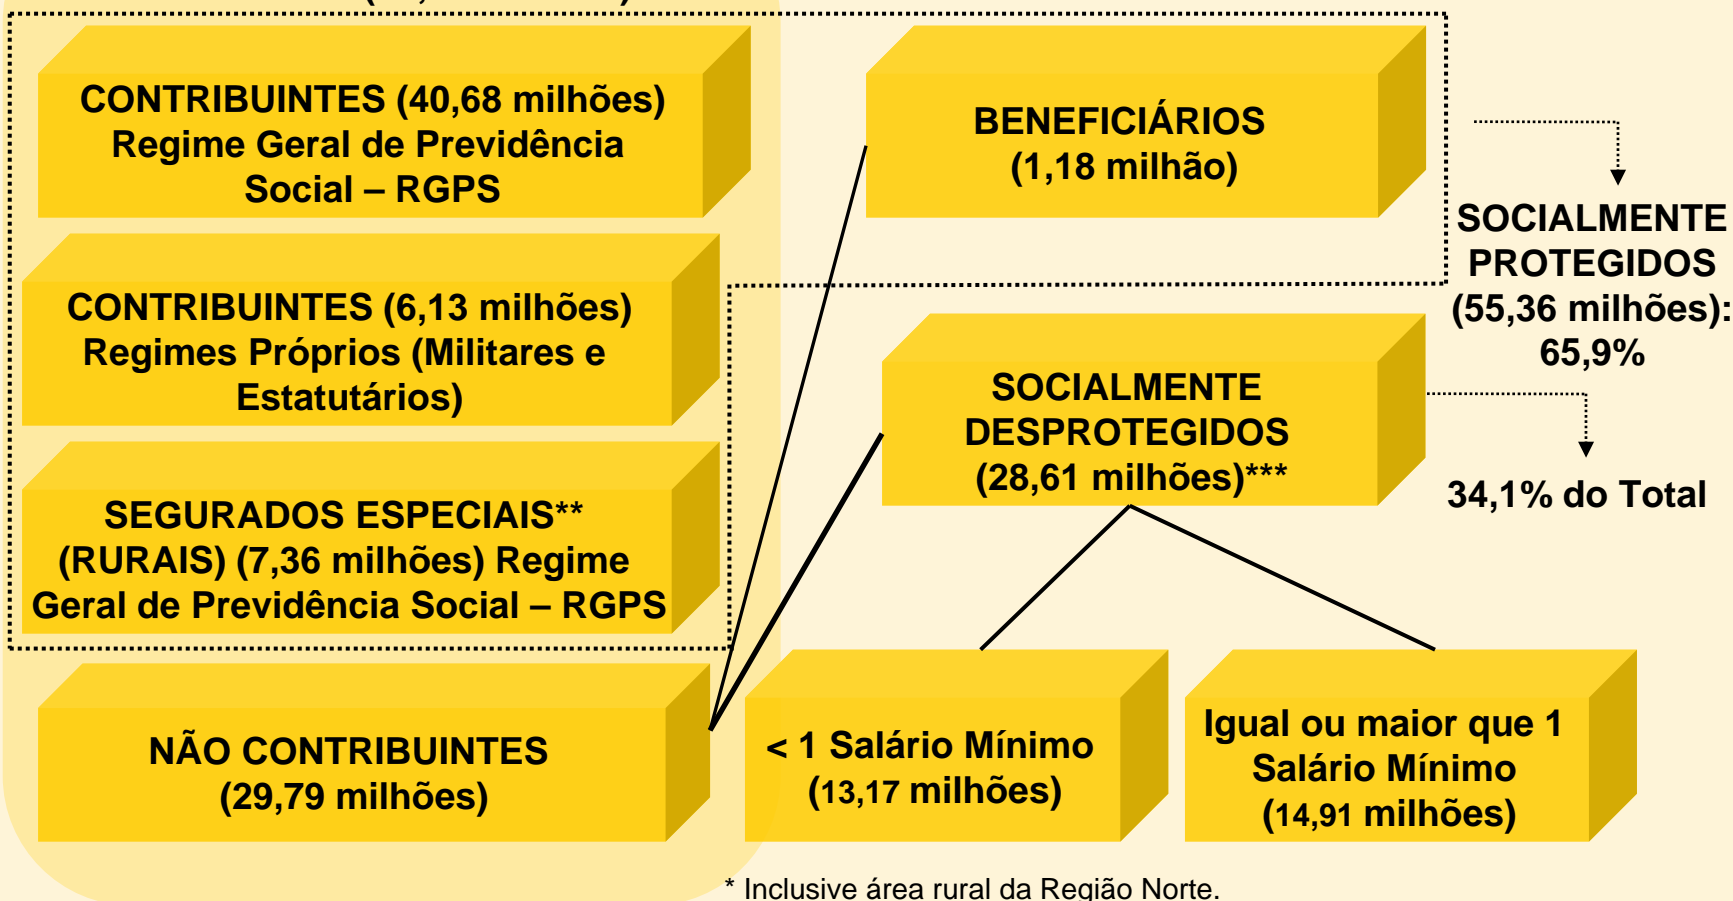 CONTRIBUINTES (40,68 milhões)
Regime Geral de Previdência
Social – RGPS
CONTRIBUINTES (6,13 milhões)
Regimes Próprios (Militares e
Estatutários)
SEGURADOS ESPECIAIS**
(RURAIS) (7,36 milhões) Regime
Geral de Previdência Social – RGPS
NÃO CONTRIBUINTES
(29,79 milhões)
BENEFICIÁRIOS
(1,18 milhão)
SOCIALMENTE
PROTEGIDOS
(55,36 milhões):
65,9%
SOCIALMENTE
DESPROTEGIDOS
(28,61 milhões)***
34,1% do Total
< 1 Salário Mínimo
(13,17 milhões)
Igual ou maior que 1
Salário Mínimo
(14,91 milhões)
* Inclusive área rural da Região Norte.